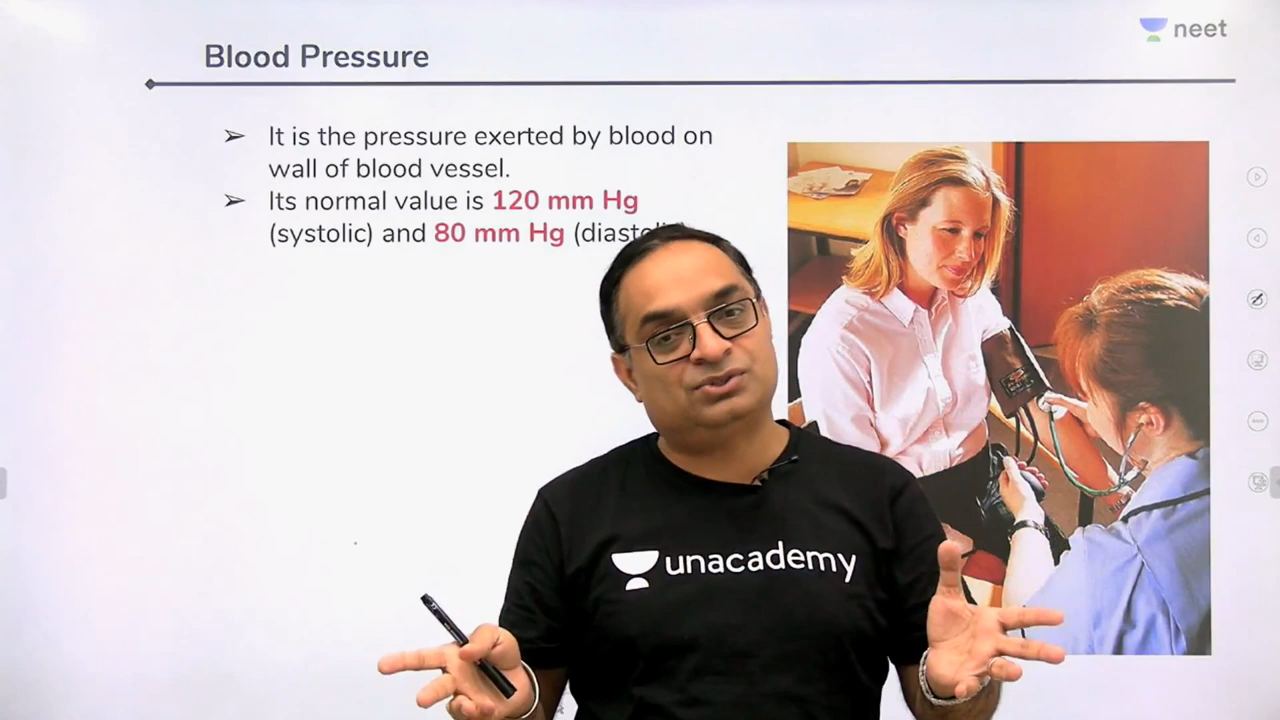 neet
Blood Pressure
➢ It is the pressure exerted by blood on
wall of blood vessel.
➢ Its normal value is 120 mm Hg
(systolic) and 80 mm Hg
unacademy